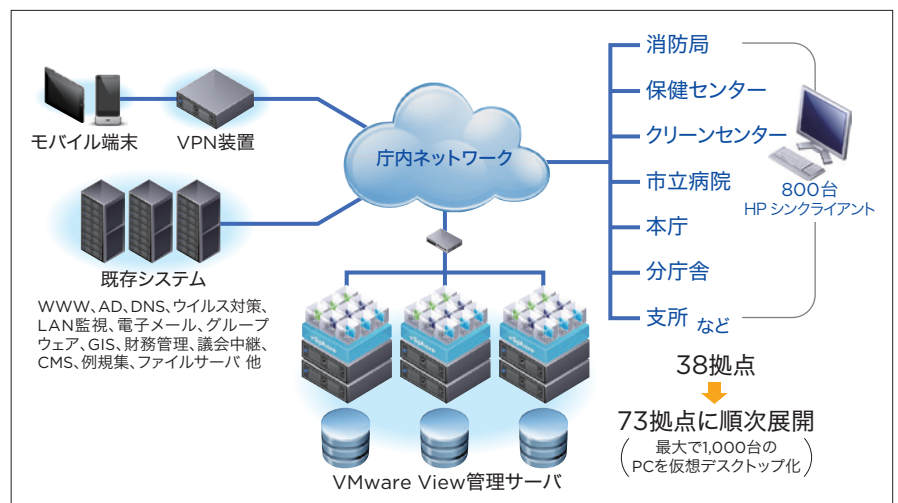 モバイル端末
VPN装置
既存システム
WWW、AD、DNS、ウイルス対策、
LAN監視、電子メール、グループ
ウェア、GIS、財務管理、議会中継、
CMS、例規集、ファイルサーバ 他
庁内ネットワーク
vSphere
vSphere
vSphere
VMware View管理サーバ
消防局
保健センター
クリーンセンター
市立病院
本庁
分庁舎
支所 など
800台
HP シンクライアント
38拠点
73拠点に順次展開
(最大で1,000台の
PCを仮想デスクトップ化)